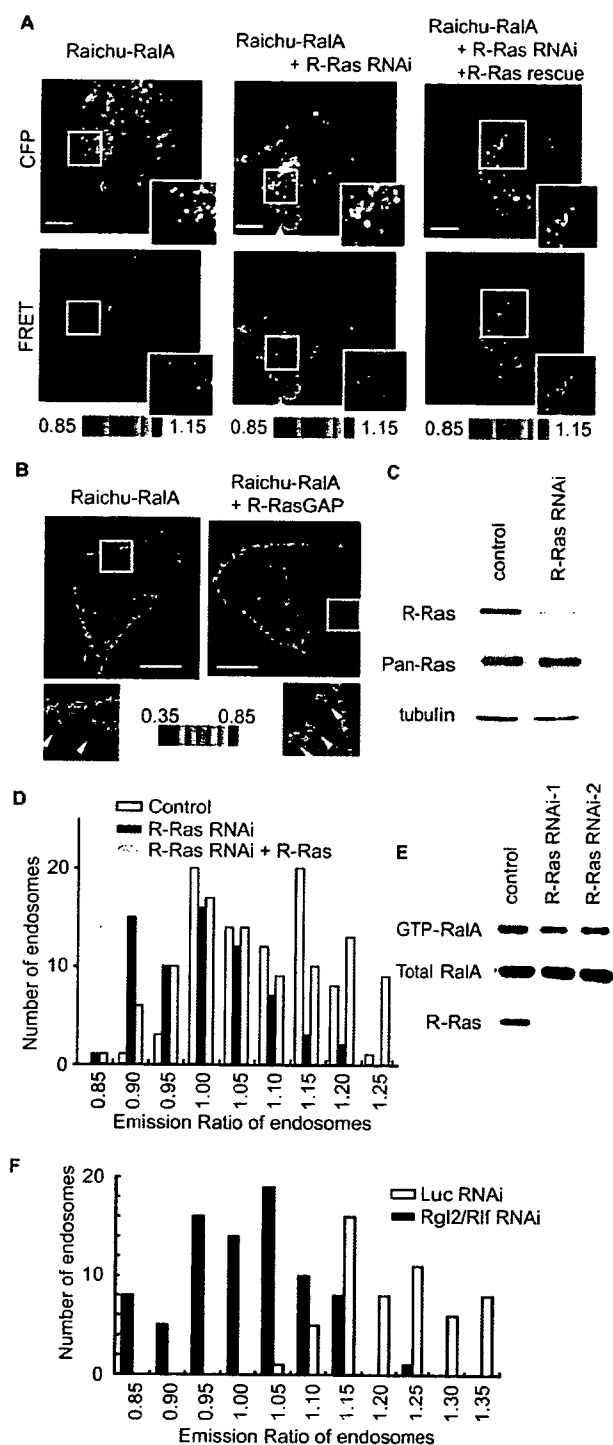 A
Raichu-RalA
Raichu-RalA
+ R-Ras RNAi
Raichu-RalA
+ R-Ras RNAi
+R-Ras rescue
CFP
FRET
0.85 1.15
0.85 1.15
0.85 1.15
B
Raichu-RalA
Raichu-RalA
+ R-RasGAP
0.35 0.85
C
control
R-Ras RNAi
R-Ras
Pan-Ras
tubulin
D
Control
R-Ras RNAi
R-Ras RNAi + R-Ras
Number of endosomes
20
10
0
0.85 0.90 0.95 1.00 1.05 1.10 1.15 1.20 1.25
Emission Ratio of endosomes
E
control
R-Ras RNAi-1
R-Ras RNAi-2
GTP-RalA
Total RalA
R-Ras
F
Luc RNAi
Rgl2/Rlf RNAi
Number of endosomes
20
10
0
0.85 0.90 0.95 1.00 1.05 1.10 1.15 1.20 1.25 1.30 1.35
Emission Ratio of endosomes